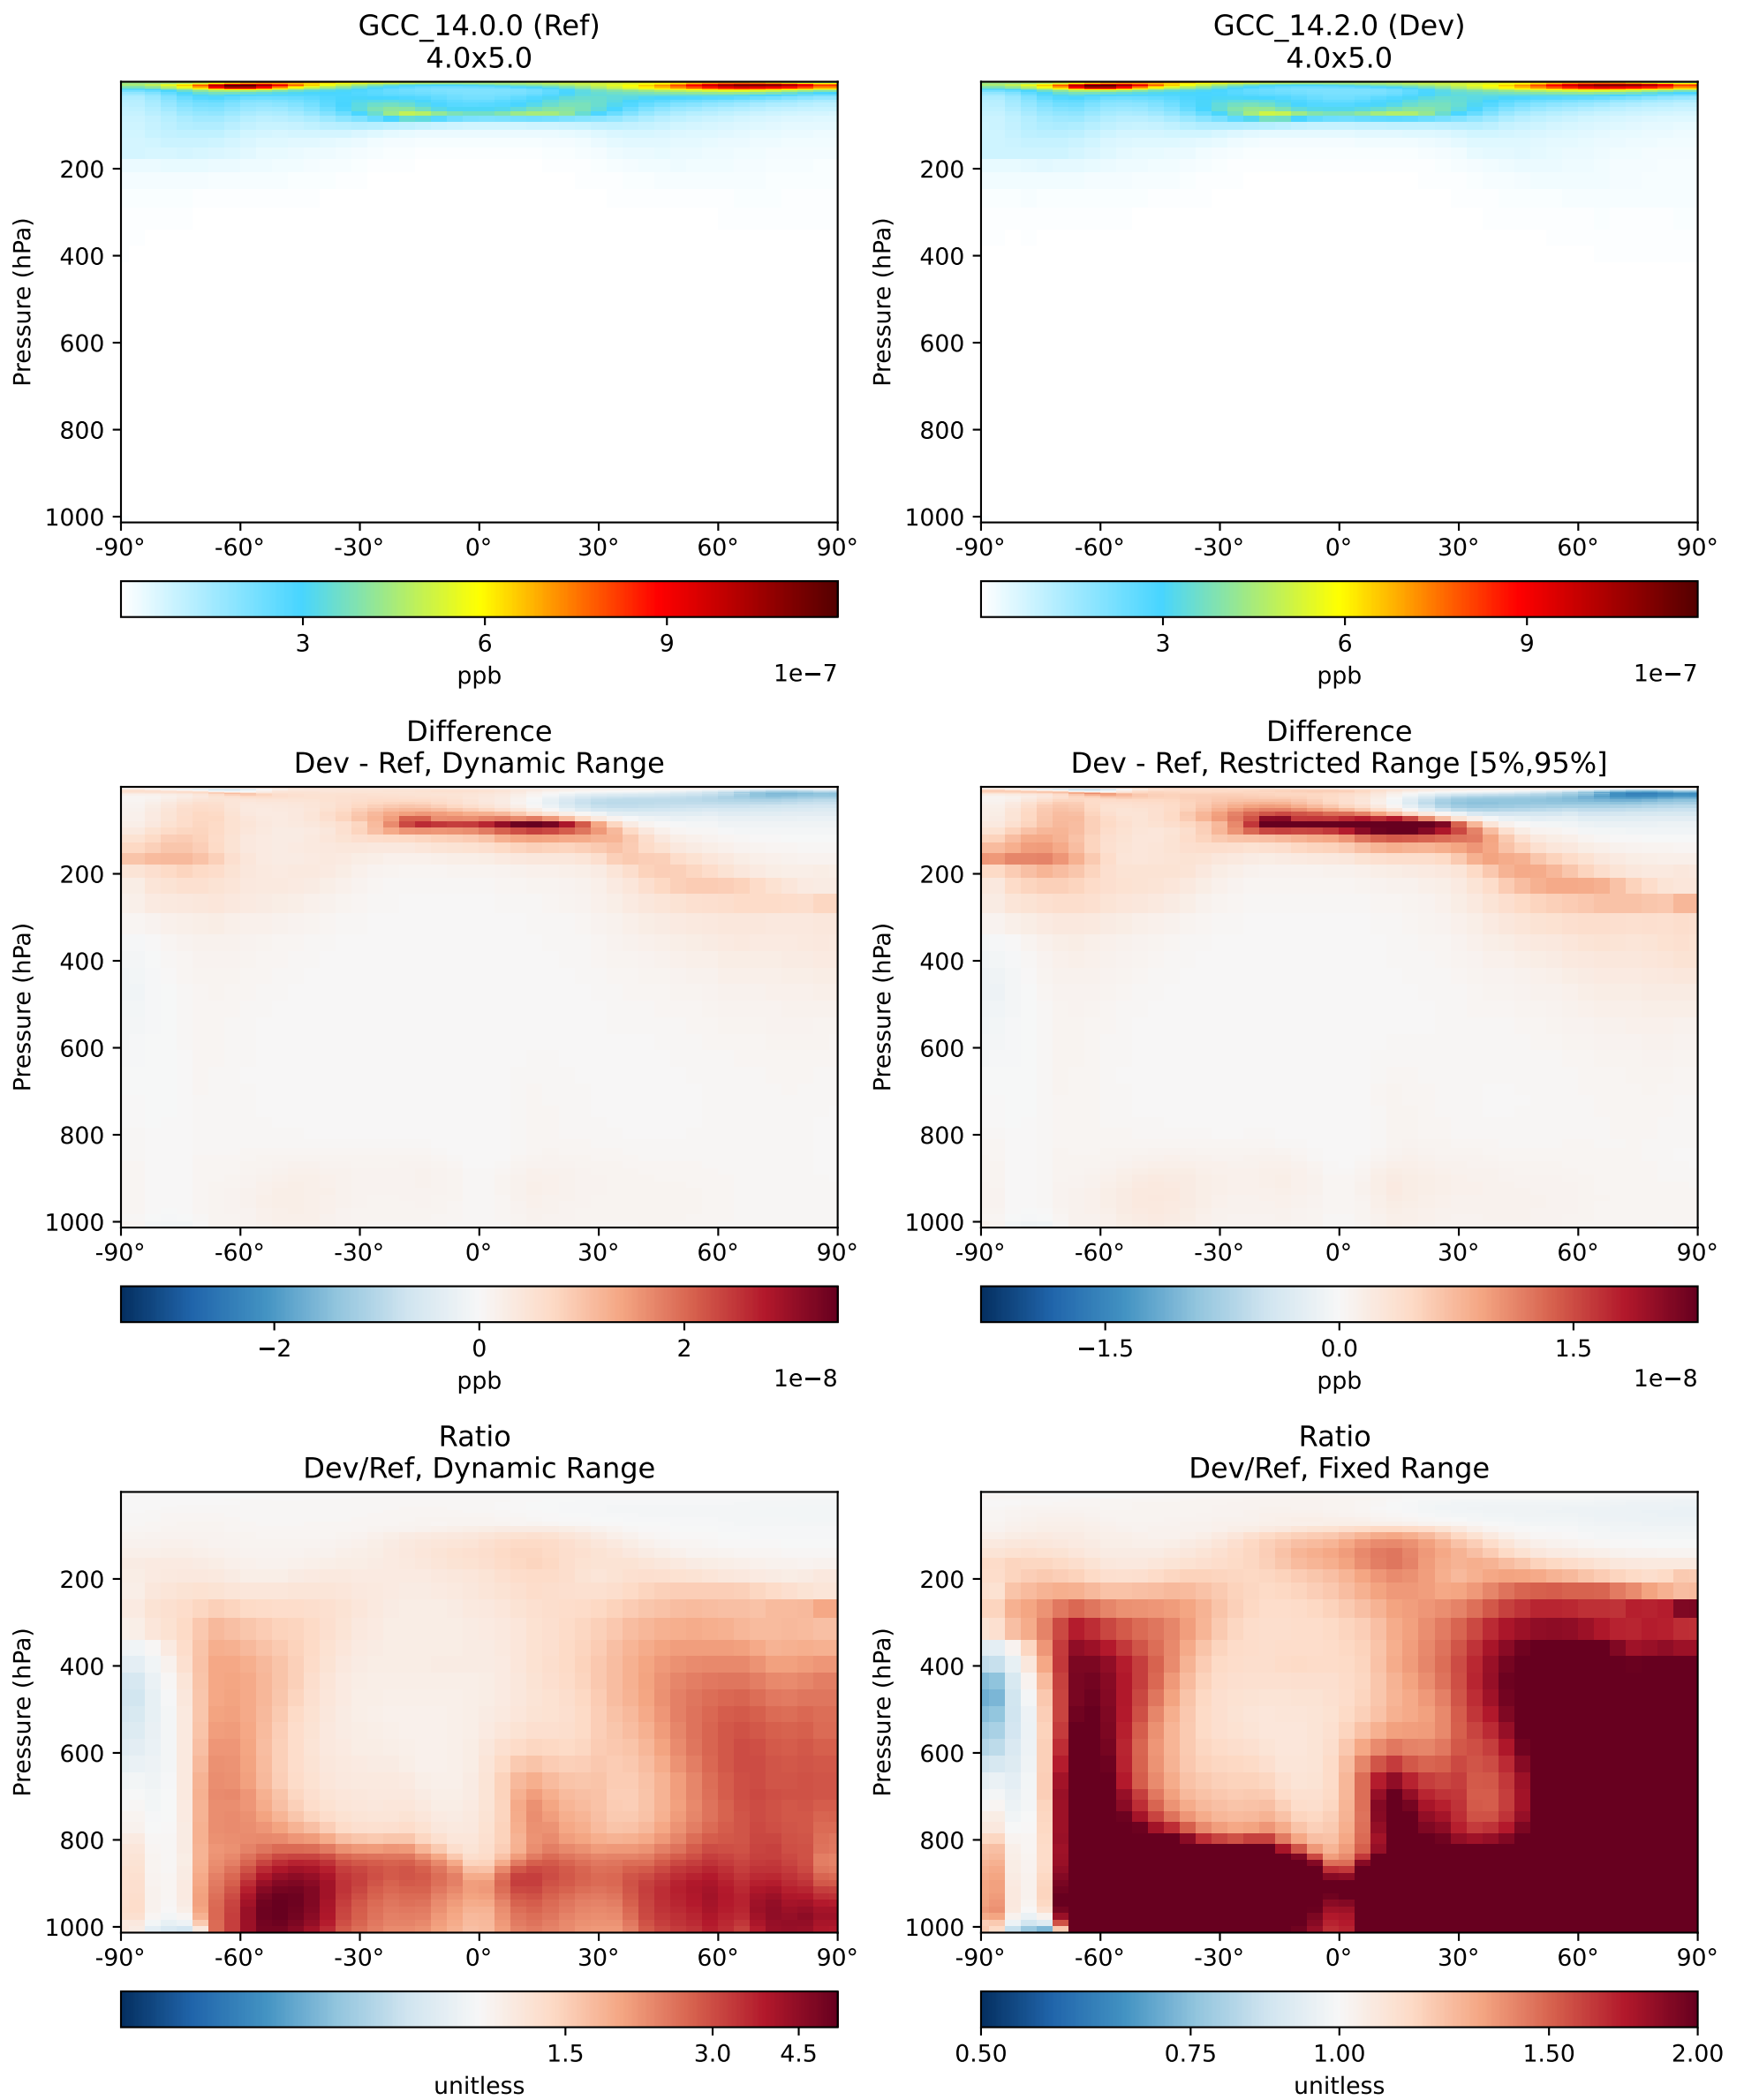 GCC_14.0.0 (Ref)
4.0x5.0
Pressure (hPa)
200
400
600
800
1000
-90° -60° -30° 0° 30° 60° 90°
3 6 9
ppb
1e−7
GCC_14.2.0 (Dev)
4.0x5.0
Pressure (hPa)
200
400
600
800
1000
-90° -60° -30° 0° 30° 60° 90°
3 6 9
ppb
1e−7
Difference
Dev - Ref, Dynamic Range
Pressure (hPa)
200
400
600
800
1000
-90° -60° -30° 0° 30° 60° 90°
−2 0 2
ppb
1e−8
Difference
Dev - Ref, Restricted Range [5%,95%]
Pressure (hPa)
200
400
600
800
1000
-90° -60° -30° 0° 30° 60° 90°
−1.5 0.0 1.5
ppb
1e−8
Ratio
Dev/Ref, Dynamic Range
Pressure (hPa)
200
400
600
800
1000
-90° -60° -30° 0° 30° 60° 90°
1.5 3.0 4.5
unitless
Ratio
Dev/Ref, Fixed Range
Pressure (hPa)
200
400
600
800
1000
-90° -60° -30° 0° 30° 60° 90°
0.50 0.75 1.00 1.50 2.00
unitless